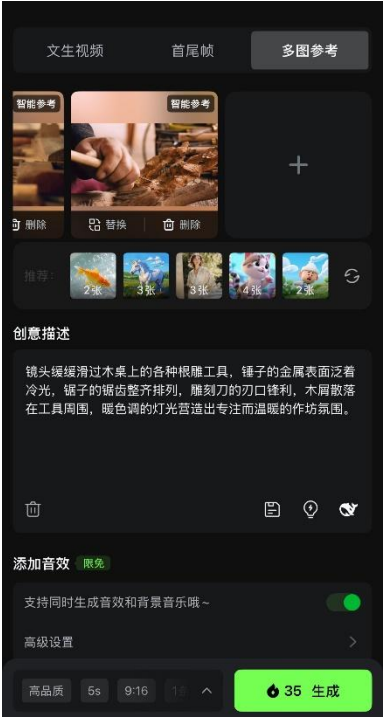 文生视频 首尾帧 多图参考
智能参考 智能参考
删除 替换 删除
推荐: 2张 3张 3张 4张 2张
创意描述
镜头缓缓滑过木桌上的各种根雕工具，锤子的金属表面泛着
冷光，锯子的锯齿整齐排列，雕刻刀的刃口锋利，木屑散落
在工具周围，暖色调的灯光营造出专注而温暖的作坊氛围。
添加音效 限免
支持同时生成音效和背景音乐哦~
高级设置
高品质 5s 9:16 35 生成